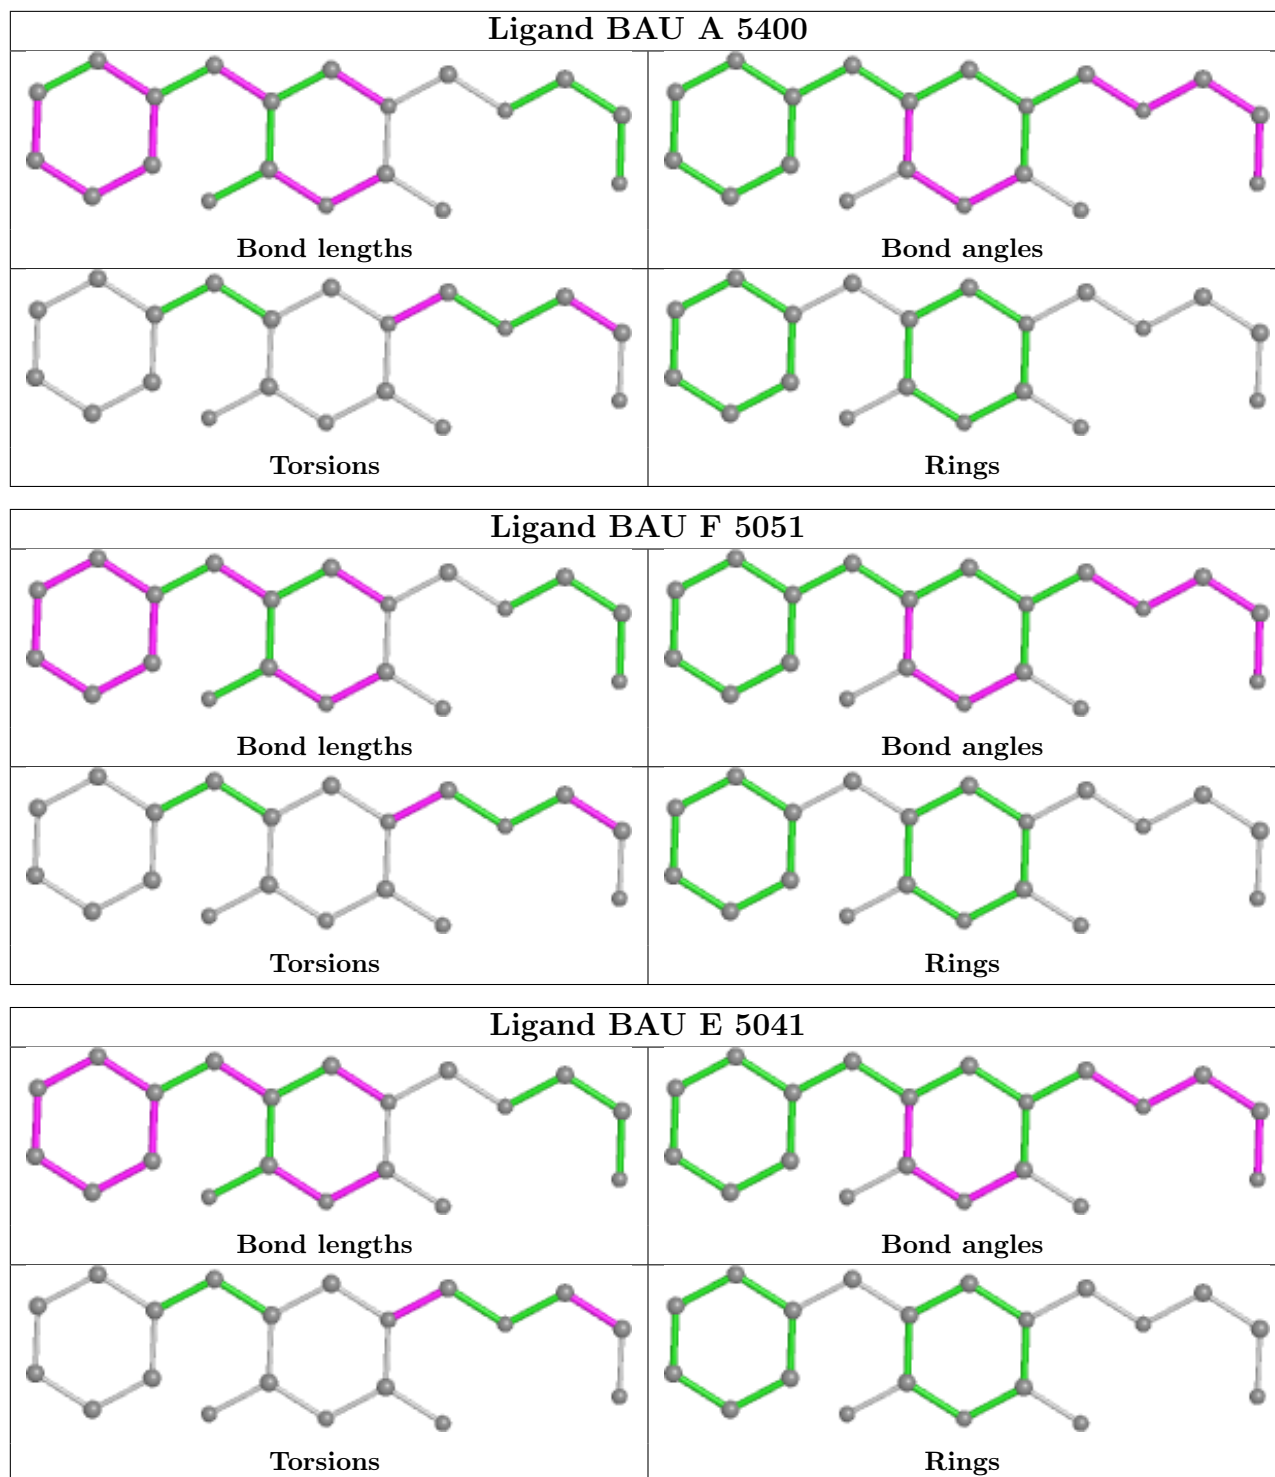 Ligand BAU A 5400
Bond lengths
Bond angles
Torsions
Rings
Ligand BAU F 5051
Bond lengths
Bond angles
Torsions
Rings
Ligand BAU E 5041
Bond lengths
Bond angles
Torsions
Rings